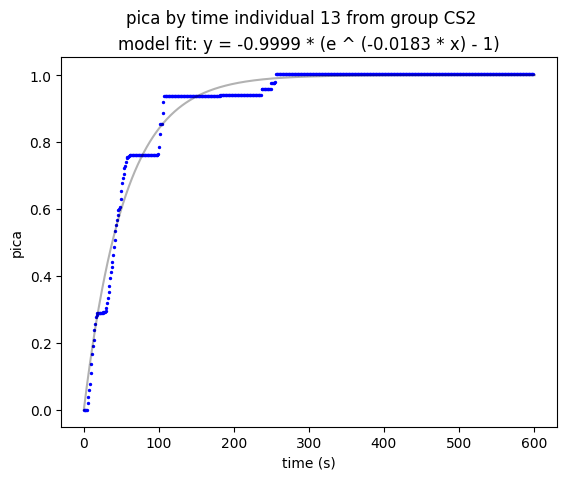 pica by time individual 13 from group CS2
model fit: y = -0.9999 * (e ^ (-0.0183 * x) - 1)
1.0
0.8
0.6
0.4
0.2
0.0
pica
0 100 200 300 400 500 600
time (s)